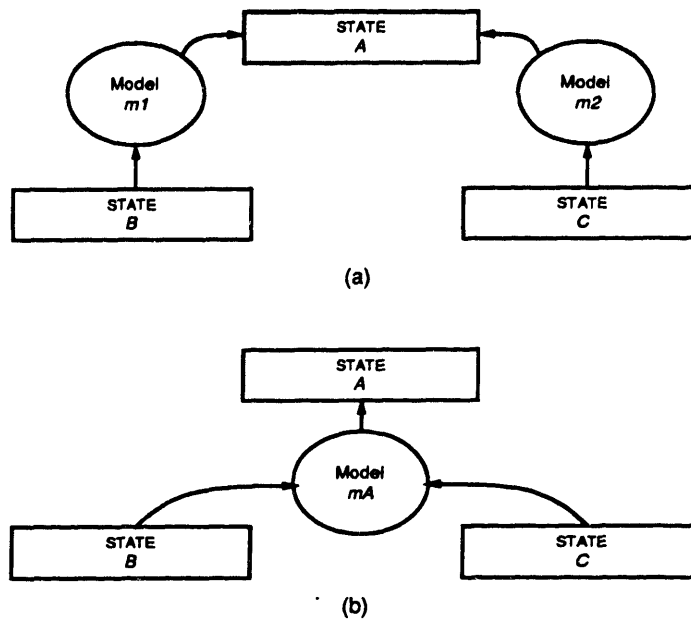 STATE
A
Model
m1
Model
m2
STATE
B
STATE
C
(a)
STATE
A
Model
mA
STATE
B
STATE
C
(b)